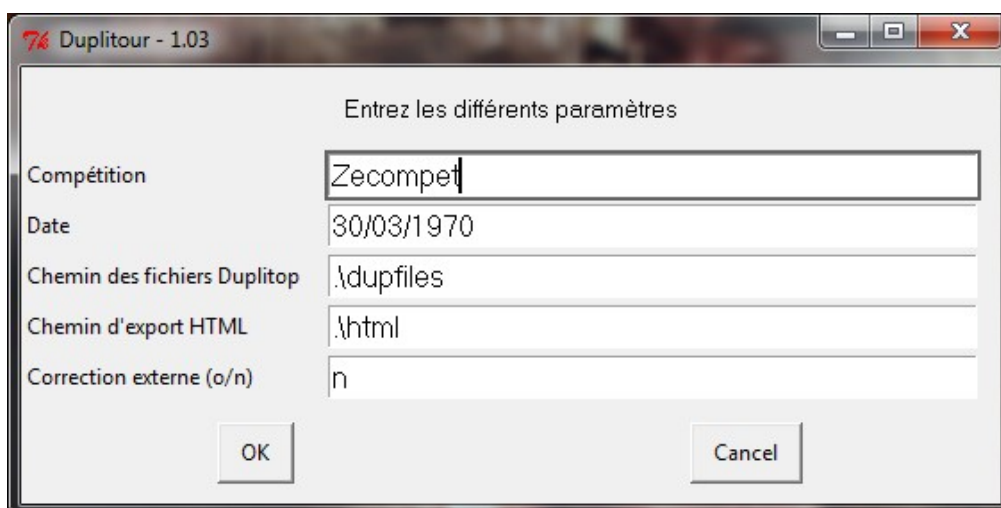 Duplitour - 1.03
Entrez les différents paramètres
Compétition Zecompet
Date 30/03/1970
Chemin des fichiers Duplitop .\dupfiles
Chemin d'export HTML .\html
Correction externe (o/n) n
OK Cancel